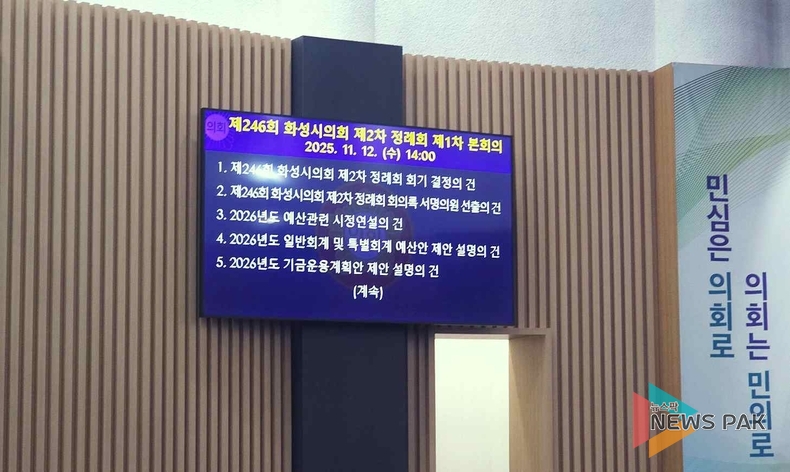 의회
제246회 화성시의회 제2차 정례회 제1차 본회의
2025. 11. 12. (수) 14:00
1. 제246회 화성시의회 제2차 정례회 회기 결정의 건
2. 제246회 화성시의회 제2차 정례회 회의록 서명의원 선출의 건
3. 2026년도 예산관련 시정연설의 건
4. 2026년도 일반회계 및 특별회계 예산안 제안 설명의 건
5. 2026년도 기금운용계획안 제안 설명의 건
(계속)
민심은 의회로
의회는 민의로
뉴스팍
NEWS PAK